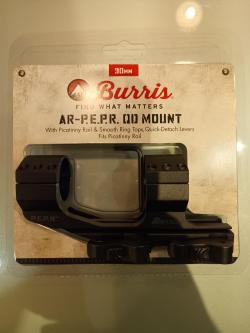 30MM
Burris
FIND WHAT MATTERS
AR-P.E.P.R. QD MOUNT
With Picatinny Rail & Smooth Ring Tops, Quick-Detach Levers
Fits Picatinny Rail
P.E.P.R.